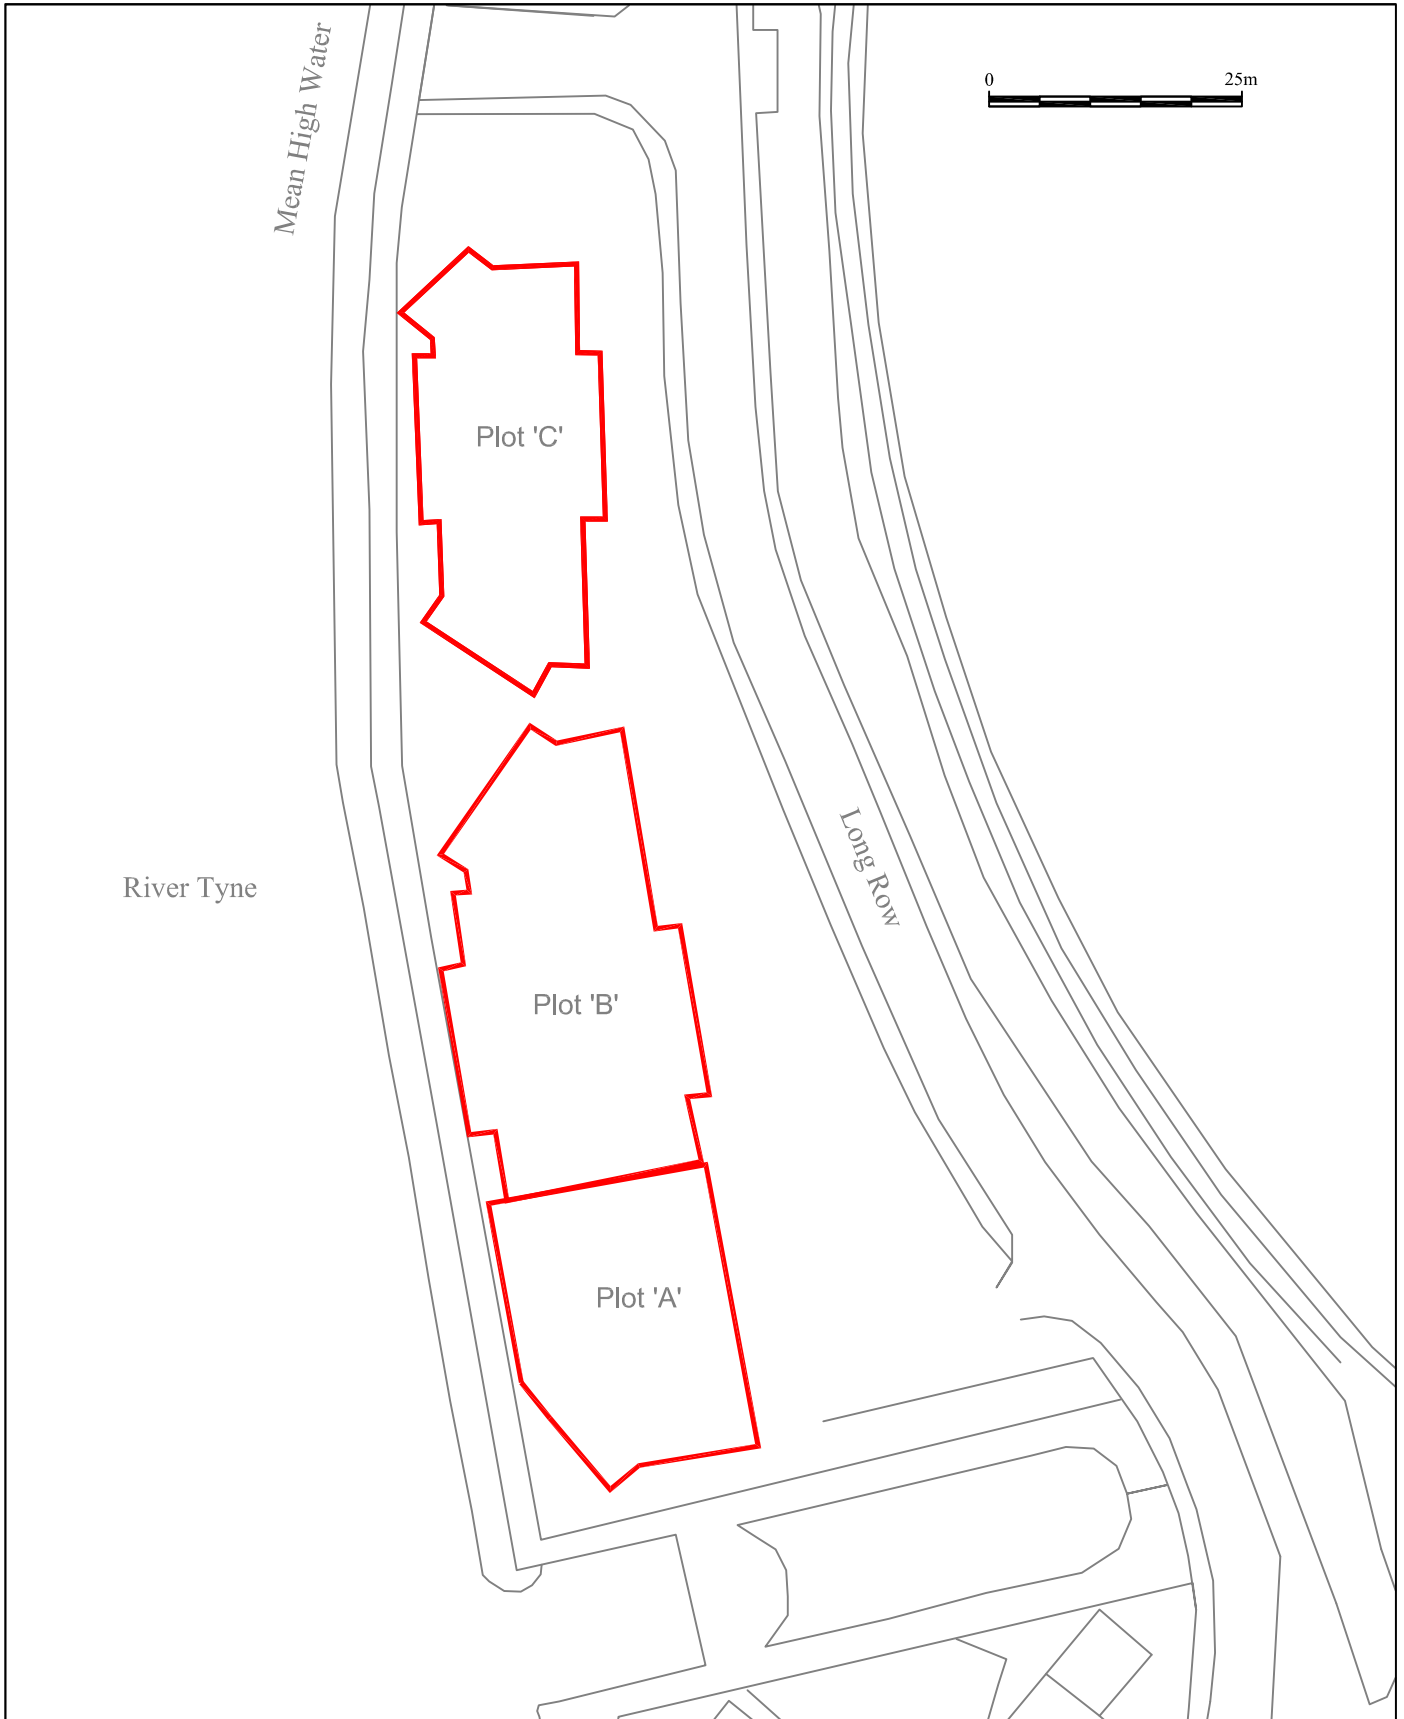 Mean High Water
0 25m
Plot 'C'
Long Row
River Tyne
Plot 'B'
Plot 'A'